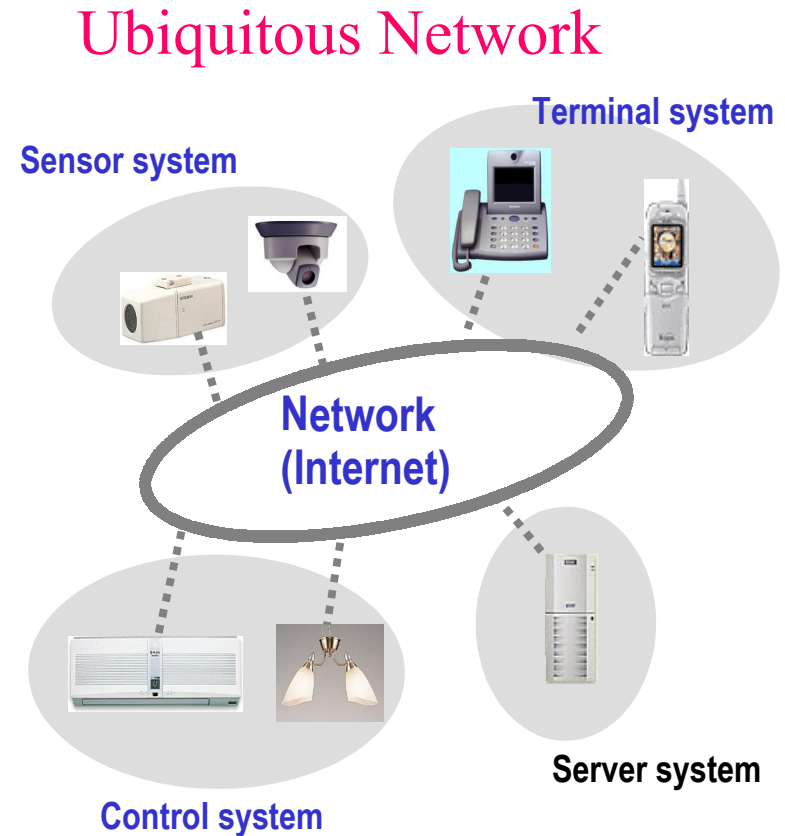 Ubiquitous Network
Terminal system
Sensor system
Network
(Internet)
Server system
Control system